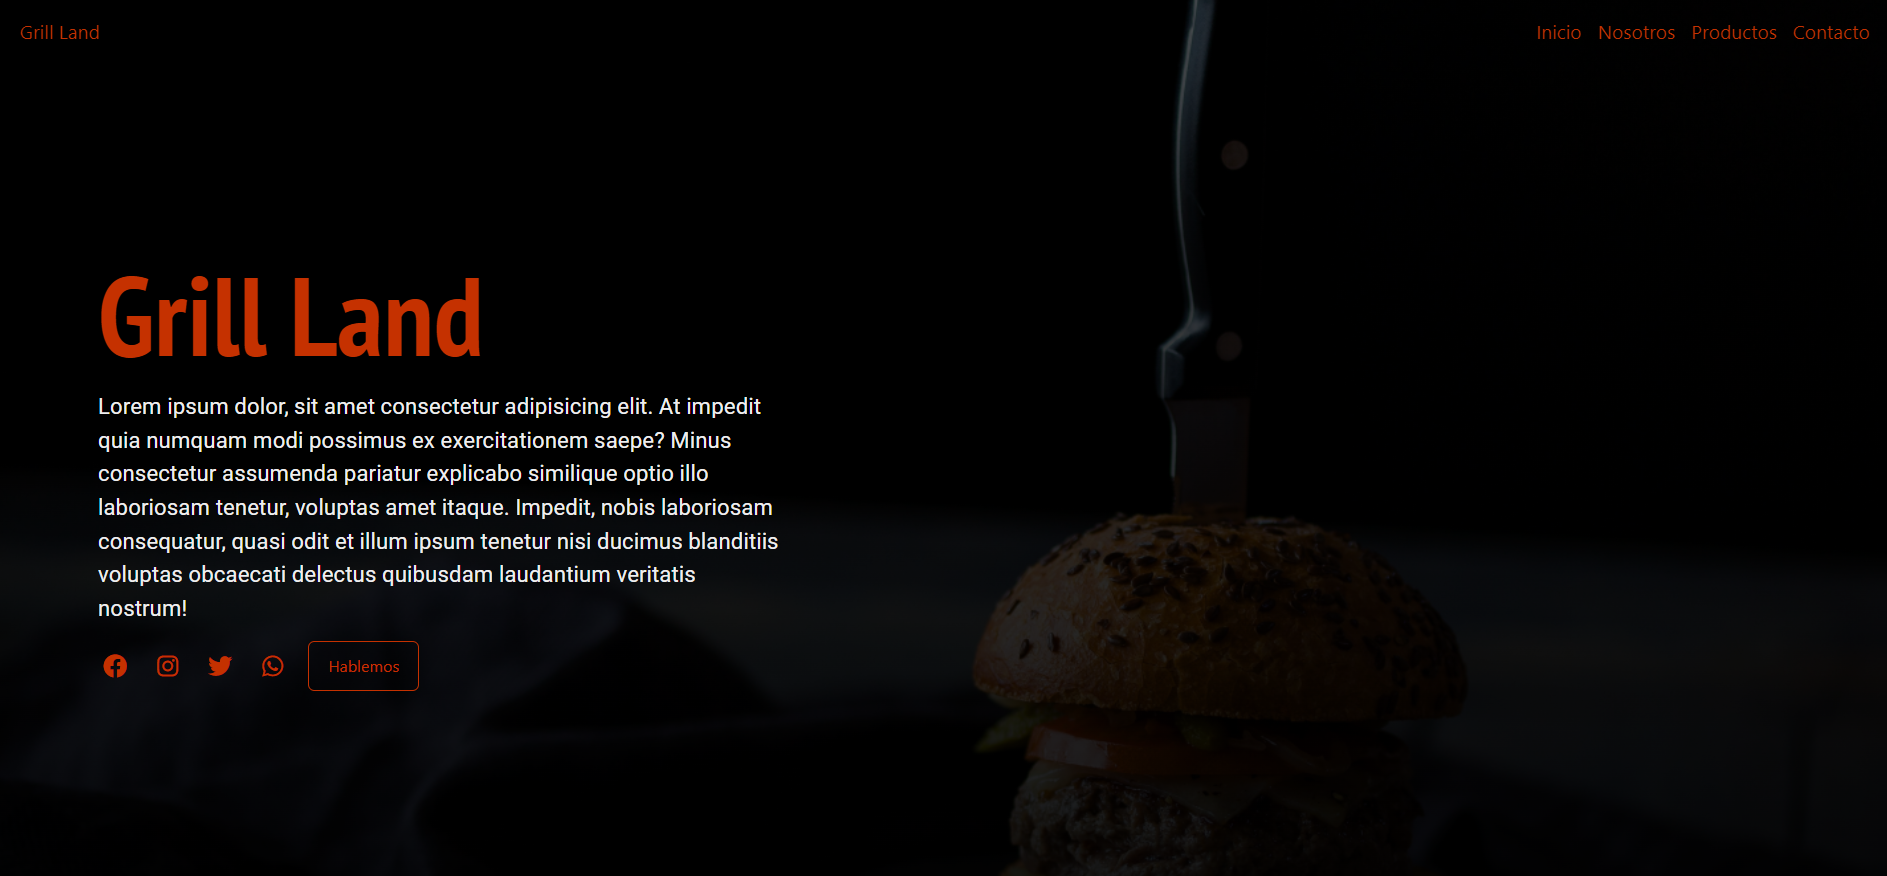 Grill Land
Inicio Nosotros Productos Contacto
Grill Land
Lorem ipsum dolor, sit amet consectetur adipisicing elit. At impedit
quia numquam modi possimus ex exercitationem saepe? Minus
consectetur assumenda pariatur explicabo similique optio illo
laboriosam tenetur, voluptas amet itaque. Impedit, nobis laboriosam
consequatur, quasi odit et illum ipsum tenetur nisi ducimus blanditiis
voluptas obcaecati delectus quibusdam laudantium veritatis
nostrum!
Hablemos